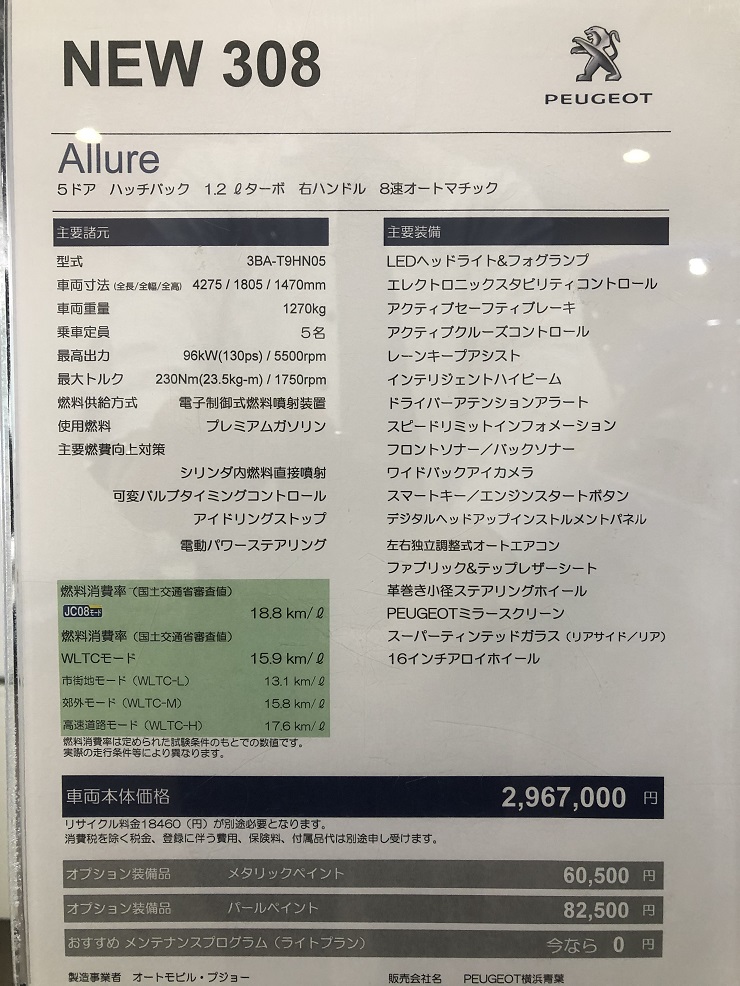 NEW 308
PEUGEOT
Allure
5ドア ハッチバック 1.2ℓターボ 右ハンドル 8速オートマチック
主要諸元
型式 3BA-T9HN05
車両寸法 (全長/全幅/全高) 4275 / 1805 / 1470mm
車両重量 1270kg
乗車定員 5名
最高出力 96kW(130ps) / 5500rpm
最大トルク 230Nm(23.5kg-m) / 1750rpm
燃料供給方式 電子制御式燃料噴射装置
使用燃料 プレミアムガソリン
主要燃費向上対策
シリンダ内燃料直接噴射
可変バルブタイミングコントロール
アイドリングストップ
電動パワーステアリング
燃料消費率（国土交通省審査値）
JC08モード 18.8 km/ℓ
燃料消費率（国土交通省審査値）
WLTCモード 15.9 km/ℓ
市街地モード（WLTC-L） 13.1 km/ℓ
郊外モード（WLTC-M） 15.8 km/ℓ
高速道路モード（WLTC-H） 17.6 km/ℓ
燃料消費率は定められた試験条件のもとでの数値です。
実際の走行条件等により異なります。
主要装備
LEDヘッドライト&フォグランプ
エレクトロニックスタビリティコントロール
アクティブセーフティブレーキ
アクティブクルーズコントロール
レーンキープアシスト
インテリジェントハイビーム
ドライバーアテンションアラート
スピードリミットインフォメーション
フロントソナー／バックソナー
ワイドバックアイカメラ
スマートキー／エンジンスタートボタン
デジタルヘッドアップインストルメントパネル
左右独立調整式オートエアコン
ファブリック&テップレザーシート
革巻き小径ステアリングホイール
PEUGEOTミラースクリーン
スーパーティンテッドガラス（リアサイド／リア）
16インチアロイホイール
車両本体価格 2,967,000 円
リサイクル料金18460（円）が別途必要となります。
消費税を除く税金、登録に伴う費用、保険料、付属品代は別途申し受けます。
オプション装備品 メタリックペイント 60,500 円
オプション装備品 パールペイント 82,500 円
おすすめ メンテナンスプログラム（ライトプラン） 今なら 0 円
製造事業者 オートモビル・プジョー 販売会社名 PEUGEOT横浜青葉